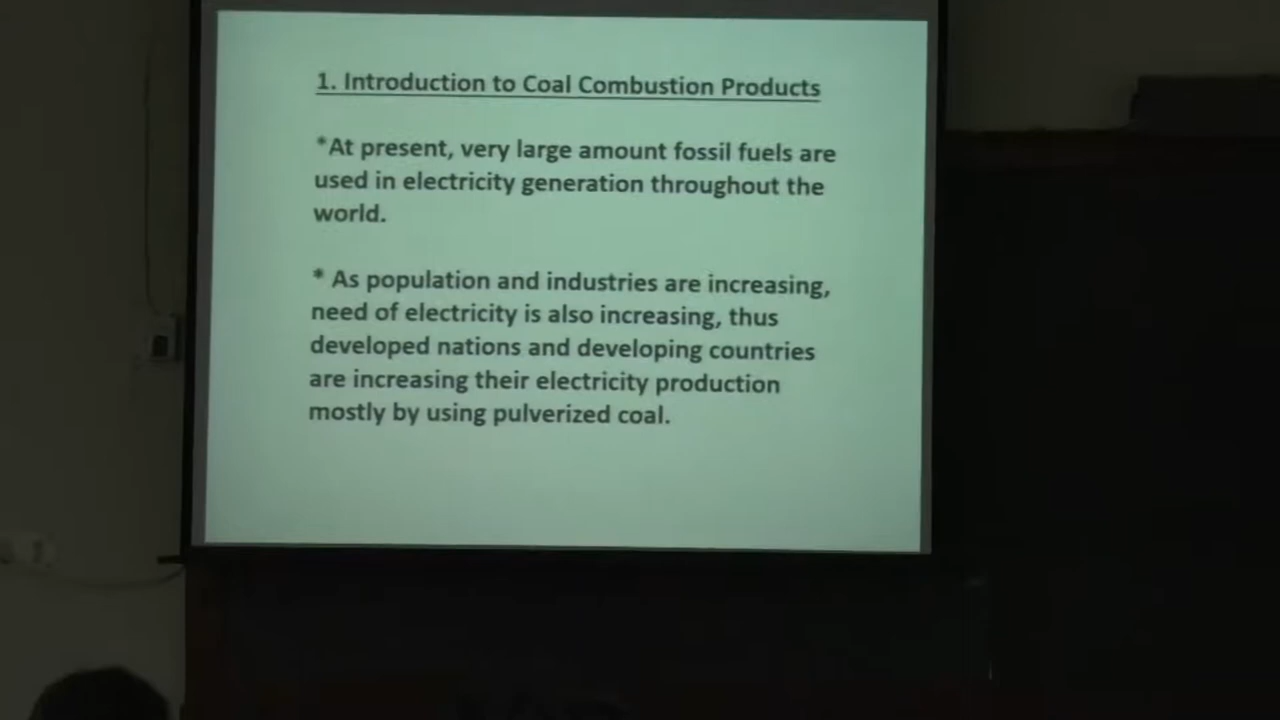 1. Introduction to Coal Combustion Products
*At present, very large amount fossil fuels are
used in electricity generation throughout the
world.
* As population and industries are increasing,
need of electricity is also increasing, thus
developed nations and developing countries
are increasing their electricity production
mostly by using pulverized coal.